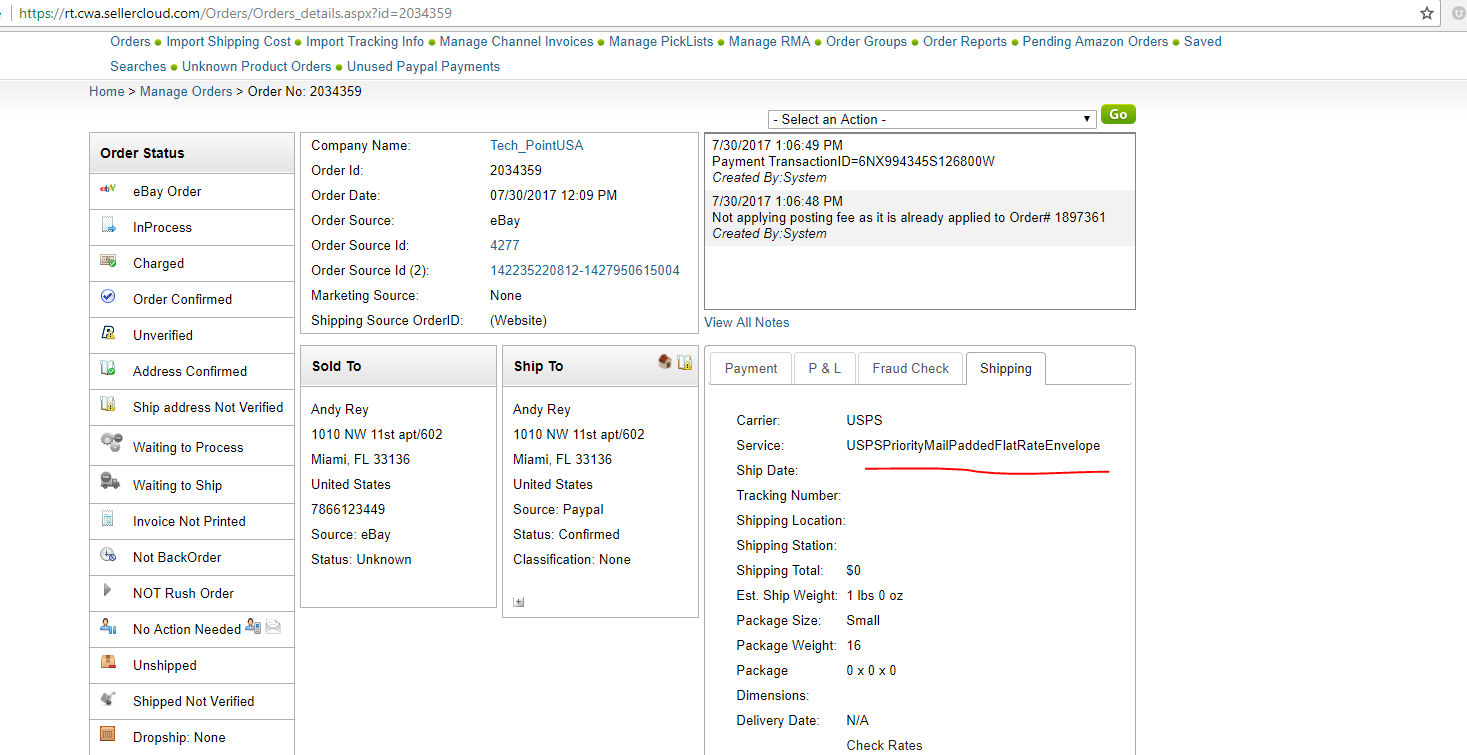 https://rt.cwa.sellercloud.com/Orders/Orders_details.aspx?id=2034359
Orders Import Shipping Cost Import Tracking Info Manage Channel Invoices Manage PickLists Manage RMA Order Groups Order Reports Pending Amazon Orders Saved
Searches Unknown Product Orders Unused Paypal Payments
Home > Manage Orders > Order No: 2034359
- Select an Action - Go
Order Status
eBay Order
InProcess
Charged
Order Confirmed
Unverified
Address Confirmed
Ship address Not Verified
Waiting to Process
Waiting to Ship
Invoice Not Printed
Not BackOrder
NOT Rush Order
No Action Needed
Unshipped
Shipped Not Verified
Dropship: None
Company Name: Tech_PointUSA
Order Id: 2034359
Order Date: 07/30/2017 12:09 PM
Order Source: eBay
Order Source Id: 4277
Order Source Id (2): 142235220812-1427950615004
Marketing Source: None
Shipping Source OrderID: (Website)
7/30/2017 1:06:49 PM
Payment TransactionID=6NX994345S126800W
Created By:System
7/30/2017 1:06:48 PM
Not applying posting fee as it is already applied to Order# 1897361
Created By:System
View All Notes
Sold To
Andy Rey
1010 NW 11st apt/602
Miami, FL 33136
United States
7866123449
Source: eBay
Status: Unknown
Ship To
Andy Rey
1010 NW 11st apt/602
Miami, FL 33136
United States
Source: Paypal
Status: Confirmed
Classification: None
Payment P & L Fraud Check Shipping
Carrier: USPS
Service: USPSPriorityMailPaddedFlatRateEnvelope
Ship Date:
Tracking Number:
Shipping Location:
Shipping Station:
Shipping Total: $0
Est. Ship Weight: 1 lbs 0 oz
Package Size: Small
Package Weight: 16
Package 0 x 0 x 0
Dimensions:
Delivery Date: N/A
Check Rates